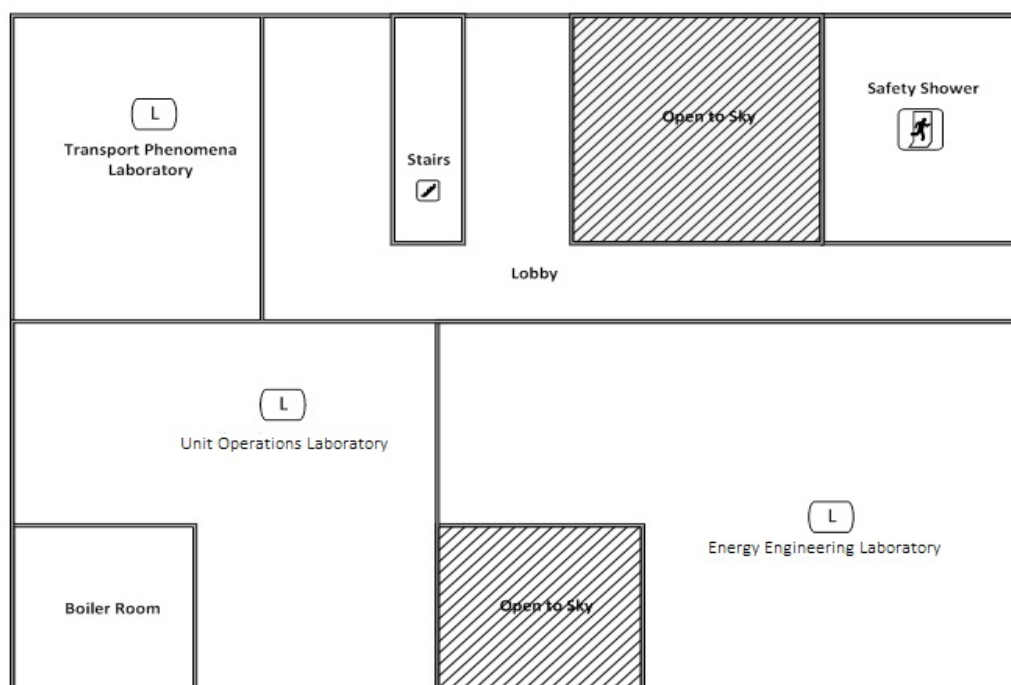 L
Transport Phenomena
Laboratory
Stairs
Open to Sky
Safety Shower
Lobby
L
Unit Operations Laboratory
L
Energy Engineering Laboratory
Boiler Room
Open to Sky